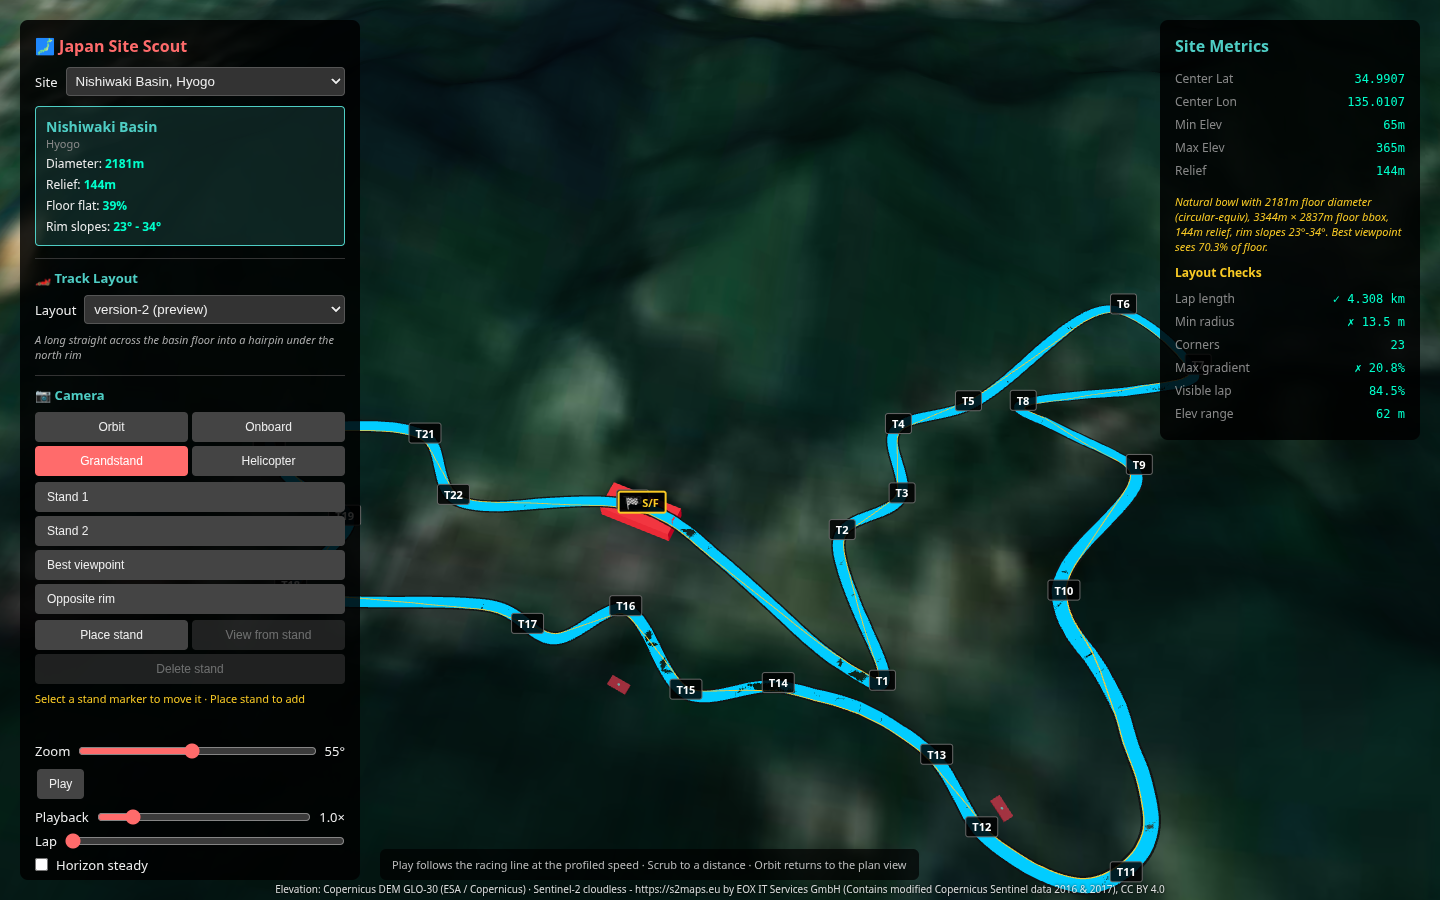 🗾 Japan Site Scout
Site
Nishiwaki Basin, Hyogo
Nishiwaki Basin
Hyogo
Diameter: 2181m
Relief: 144m
Floor flat: 39%
Rim slopes: 23° - 34°
🏎️ Track Layout
Layout
version-2 (preview)
A long straight across the basin floor into a hairpin under the
north rim
📷 Camera
Orbit
Onboard
Grandstand
Helicopter
Stand 1
Stand 2
Best viewpoint
Opposite rim
Place stand
View from stand
Delete stand
Select a stand marker to move it · Place stand to add
Zoom
55°
Play
Playback
1.0×
Lap
Horizon steady
T21
T22
🏁 S/F
T17
T16
T15
T14
T1
T2
T3
T4
T5
T6
T8
T9
T10
T11
T12
T13
Site Metrics
Center Lat 34.9907
Center Lon 135.0107
Min Elev 65m
Max Elev 365m
Relief 144m
Natural bowl with 2181m floor diameter
(circular-equiv), 3344m × 2837m floor bbox,
144m relief, rim slopes 23°-34°. Best viewpoint
sees 70.3% of floor.
Layout Checks
Lap length ✓ 4.308 km
Min radius ✗ 13.5 m
Corners 23
Max gradient ✗ 20.8%
Visible lap 84.5%
Elev range 62 m
Play follows the racing line at the profiled speed · Scrub to a distance · Orbit returns to the plan view
Elevation: Copernicus DEM GLO-30 (ESA / Copernicus) · Sentinel-2 cloudless - https://s2maps.eu by EOX IT Services GmbH (Contains modified Copernicus Sentinel data 2016 & 2017), CC BY 4.0